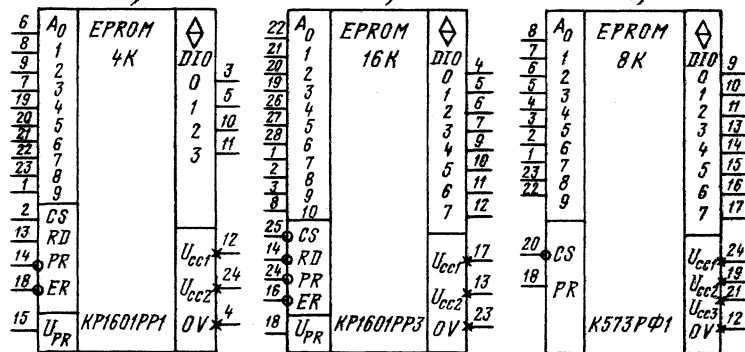 6 A0 EPROM
8 1 4K DIO
9 2 0 3
7 3 1 5
19 4 2 10
20 5 3 11
21 6
22 7
23 8
1 9
2 CS
13 RD
14 PR Ucc1 12
18 ER Ucc2 24
15 UPR КР1601РР1 0V 4
22 A0 EPROM
21 1 16K DIO
20 2 0 4
19 3 1 5
26 4 2 6
27 5 3 7
28 6 4 9
1 7 5 10
2 8 6 11
3 9 7 12
8 10
25 CS
14 RD Ucc1 17
24 PR
16 ER Ucc2 13
18 UPR КР1601РР3 0V 23
8 A0 EPROM
7 1 8K DIO
6 2 0 9
5 3 1 10
4 4 2 11
3 5 3 13
2 6 4 14
1 7 5 15
23 8 6 16
22 9 7 17
20 CS Ucc1 24
18 PR Ucc2 19
Ucc3 21
К573РФ1 0V 12